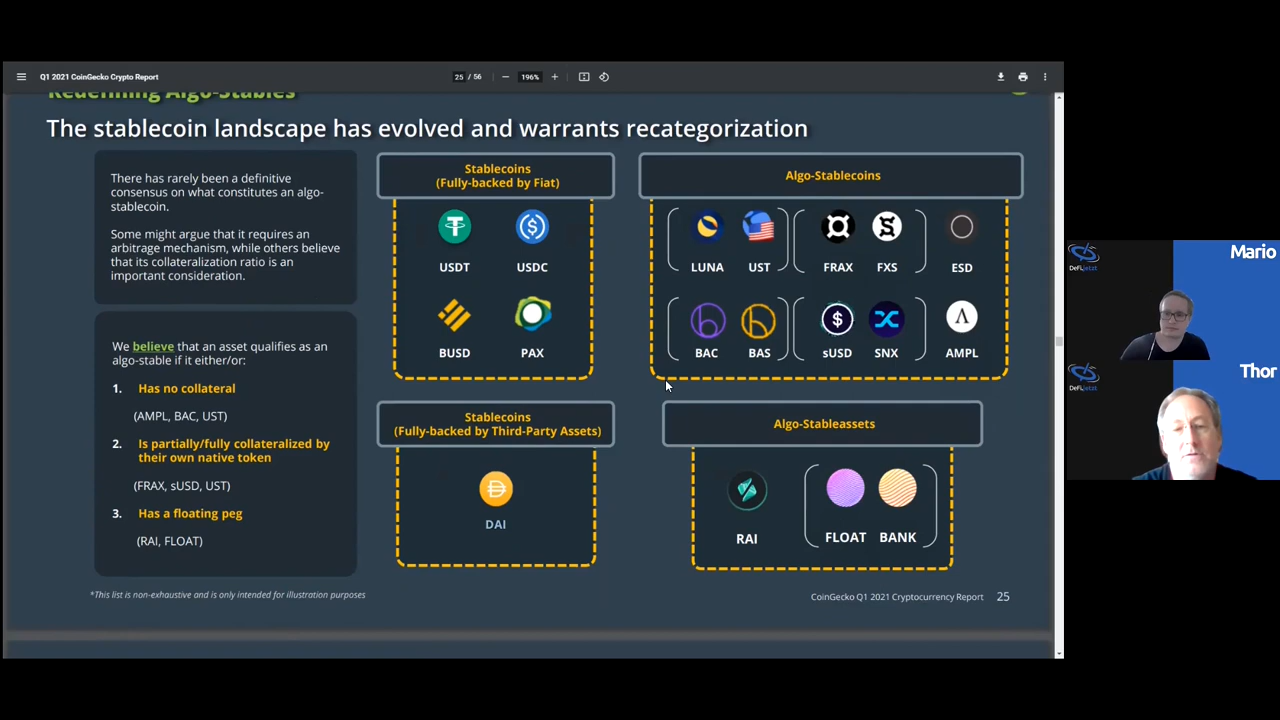 Q1 2021 CoinGecko Crypto Report
25 / 56
196%
Redefining Algo-Stables
The stablecoin landscape has evolved and warrants recategorization
There has rarely been a definitive
consensus on what constitutes an algo-
stablecoin.
Some might argue that it requires an
arbitrage mechanism, while others believe
that its collateralization ratio is an
important consideration.
We believe that an asset qualifies as an
algo-stable if it either/or:
1. Has no collateral
(AMPL, BAC, UST)
2. Is partially/fully collateralized by
their own native token
(FRAX, sUSD, UST)
3. Has a floating peg
(RAI, FLOAT)
Stablecoins
(Fully-backed by Fiat)
USDT USDC
BUSD PAX
Algo-Stablecoins
LUNA UST FRAX FXS ESD
BAC BAS sUSD SNX AMPL
Stablecoins
(Fully-backed by Third-Party Assets)
DAI
Algo-Stableassets
RAI FLOAT BANK
*This list is non-exhaustive and is only intended for illustration purposes
CoinGecko Q1 2021 Cryptocurrency Report 25
Mario
DeFi.Jetzt
Thor
DeFi.Jetzt